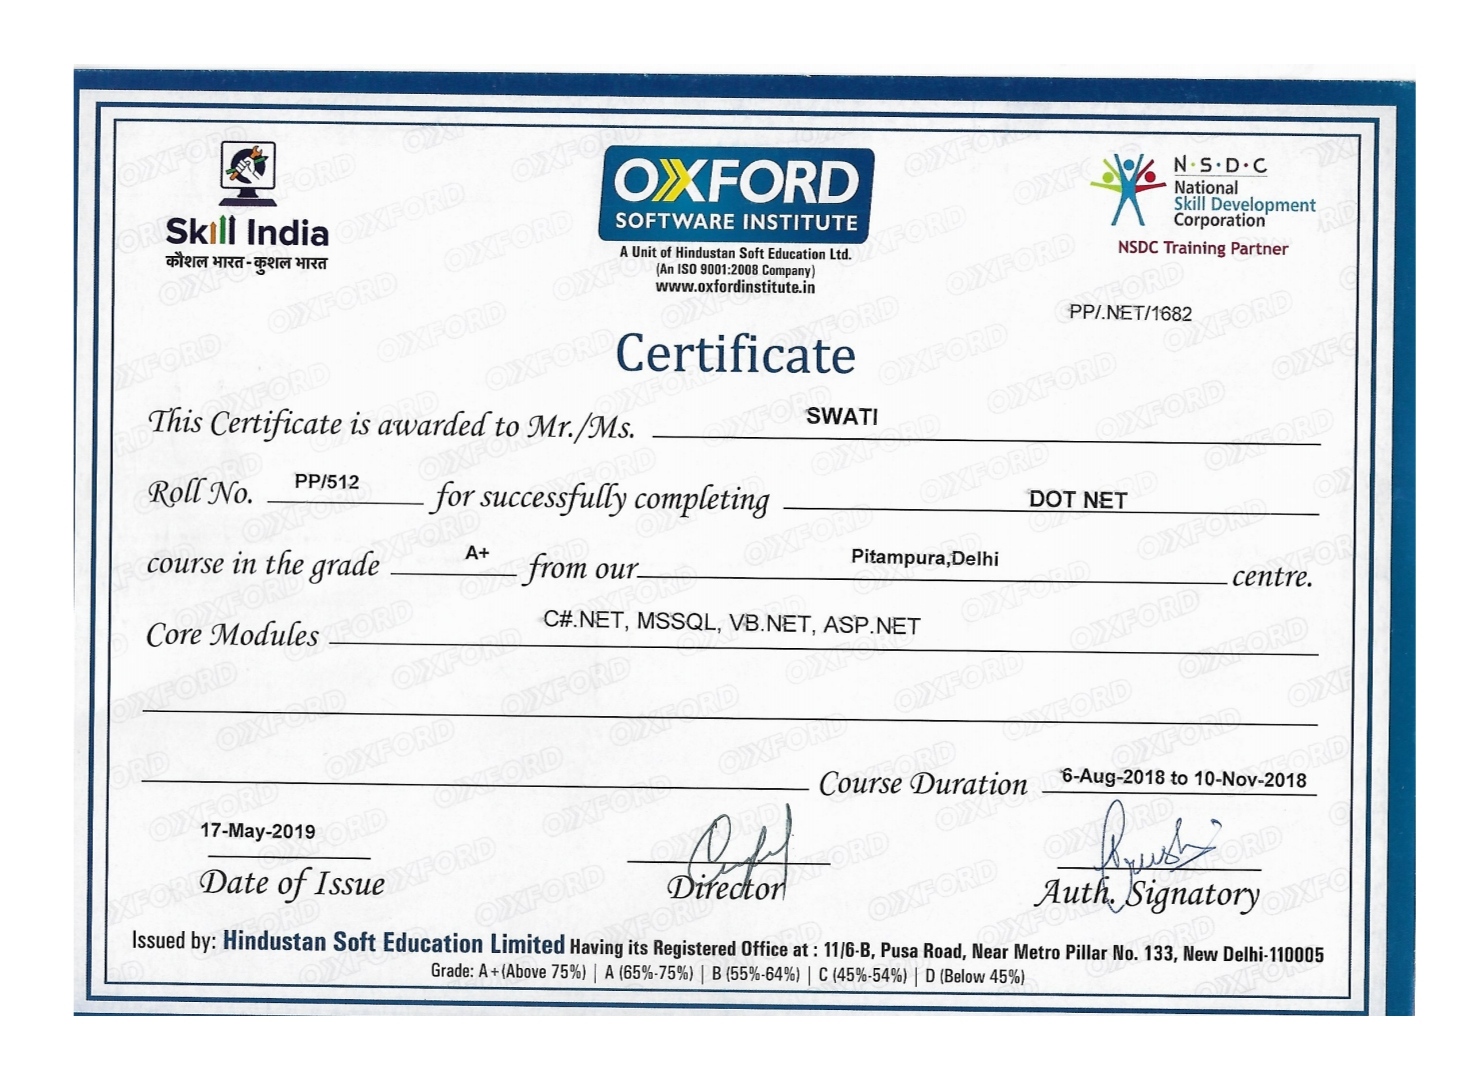 Skill India
कौशल भारत - कुशल भारत
OXFORD
SOFTWARE INSTITUTE
A Unit of Hindustan Soft Education Ltd.
(An ISO 9001:2008 Company)
www.oxfordinstitute.in
N·S·D·C
National
Skill Development
Corporation
NSDC Training Partner
PP/.NET/1682
Certificate
This Certificate is awarded to Mr./Ms. SWATI
Roll No. PP/512 for successfully completing DOT NET
course in the grade A+ from our Pitampura,Delhi centre.
Core Modules C#.NET, MSSQL, VB.NET, ASP.NET
Course Duration 6-Aug-2018 to 10-Nov-2018
17-May-2019
Date of Issue
Director
Auth. Signatory
Issued by: Hindustan Soft Education Limited Having its Registered Office at : 11/6-B, Pusa Road, Near Metro Pillar No. 133, New Delhi-110005
Grade: A+(Above 75%) | A (65%-75%) | B (55%-64%) | C (45%-54%) | D (Below 45%)